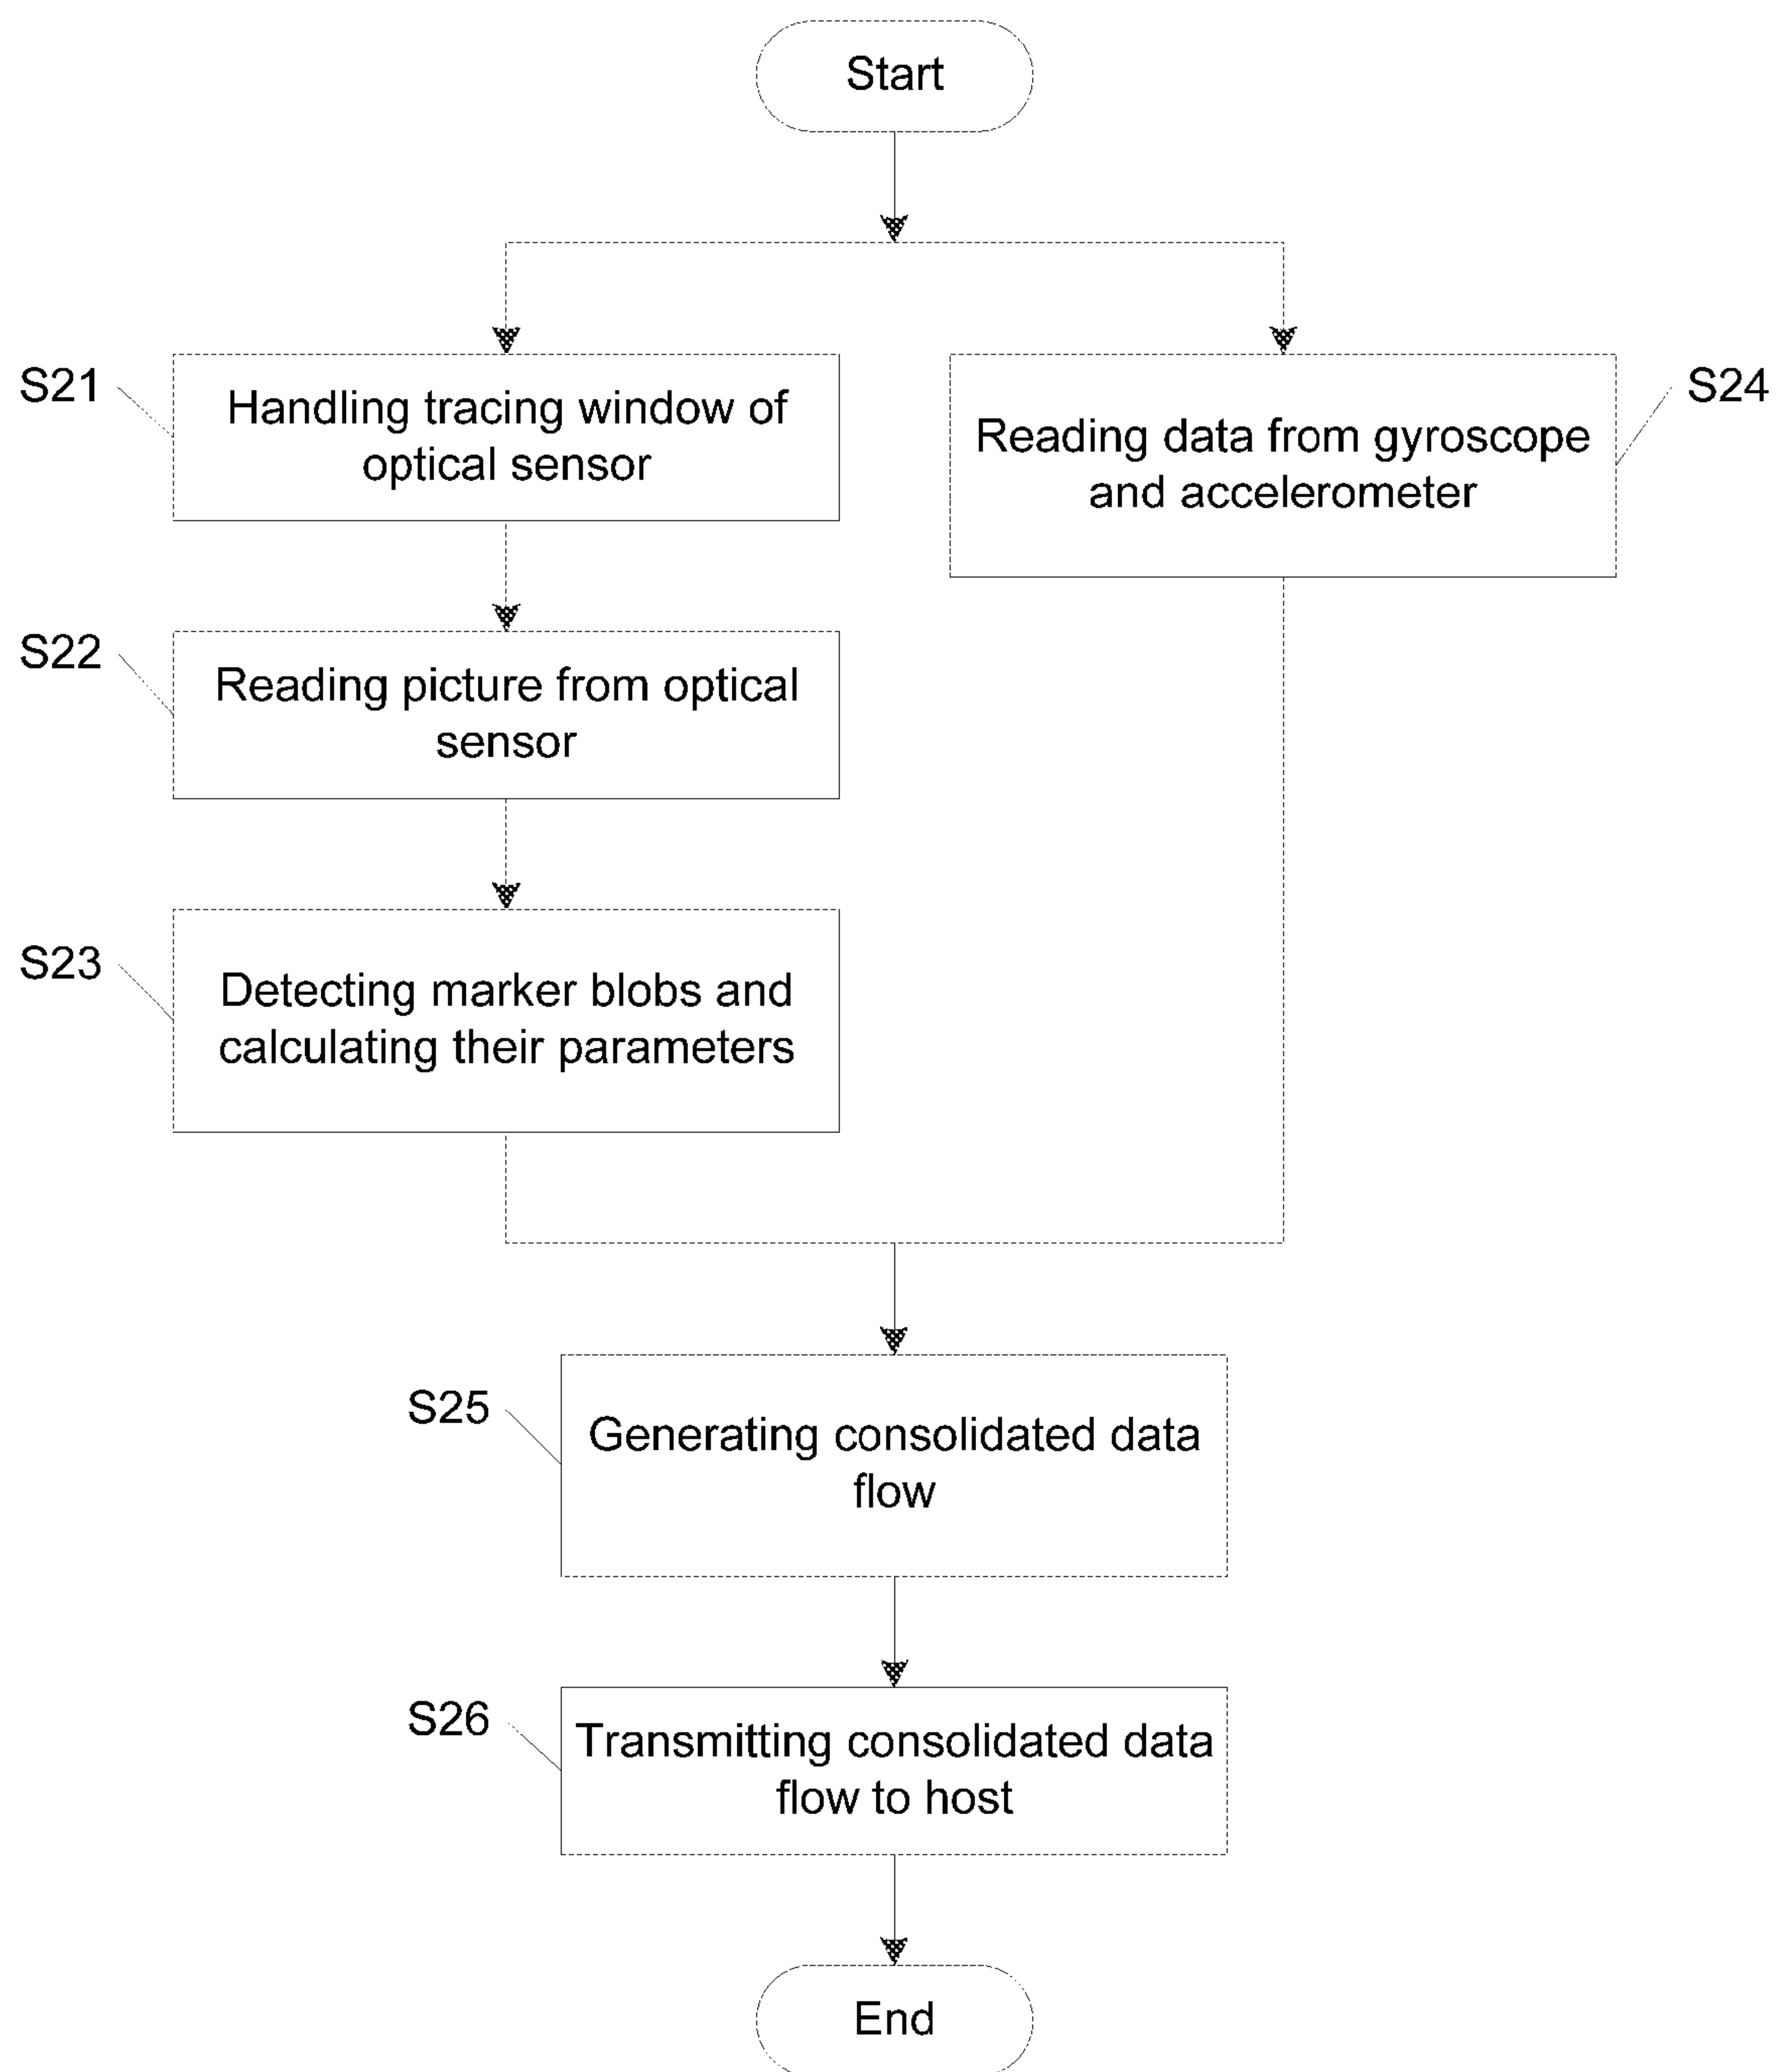 Start
S21
Handling tracing window of
optical sensor
S24
Reading data from gyroscope
and accelerometer
S22
Reading picture from optical
sensor
S23
Detecting marker blobs and
calculating their parameters
S25
Generating consolidated data
flow
S26
Transmitting consolidated data
flow to host
End